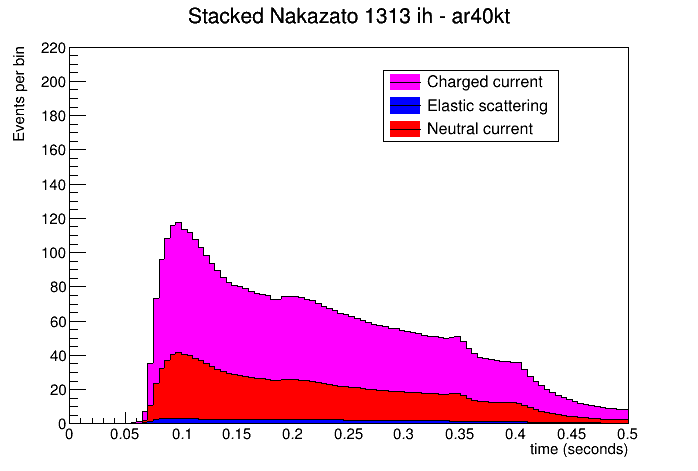 Stacked Nakazato 1313 ih - ar40kt
Events per bin
220
200
180
160
140
120
100
80
60
40
20
0
Charged current
Elastic scattering
Neutral current
0 0.05 0.1 0.15 0.2 0.25 0.3 0.35 0.4 0.45 0.5
time (seconds)